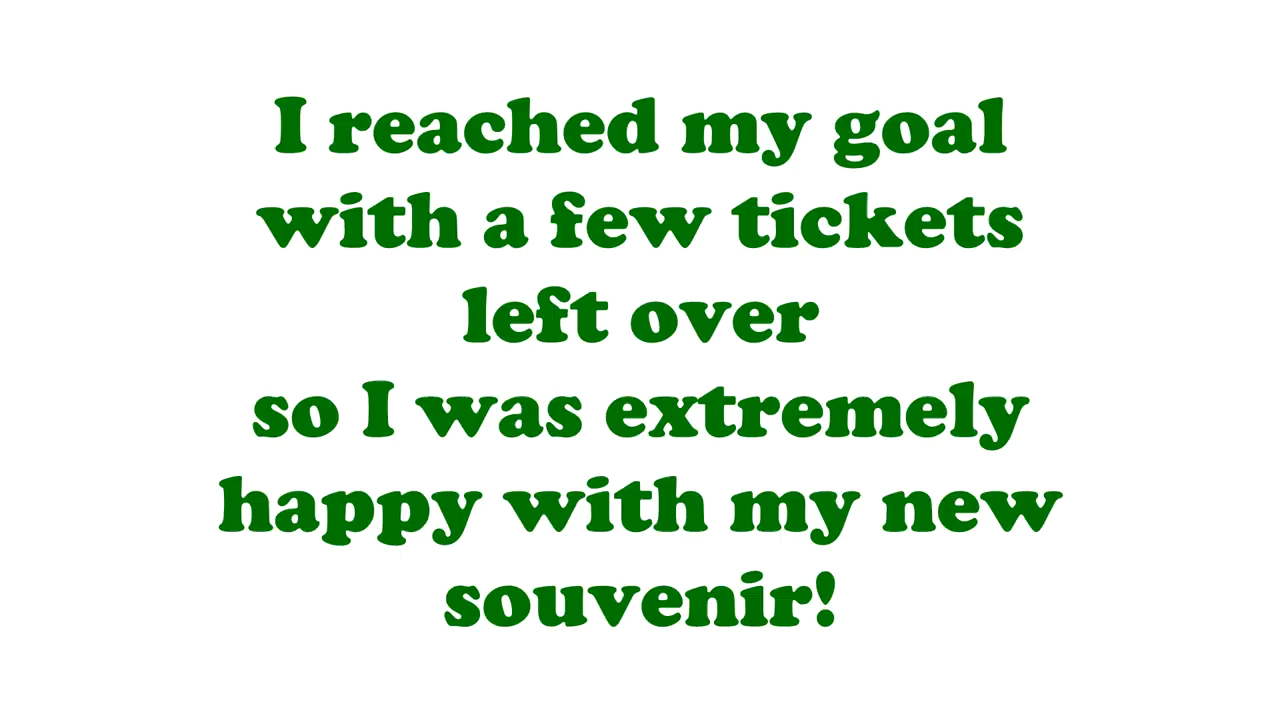 I reached my goal
with a few tickets
left over
so I was extremely
happy with my new
souvenir!